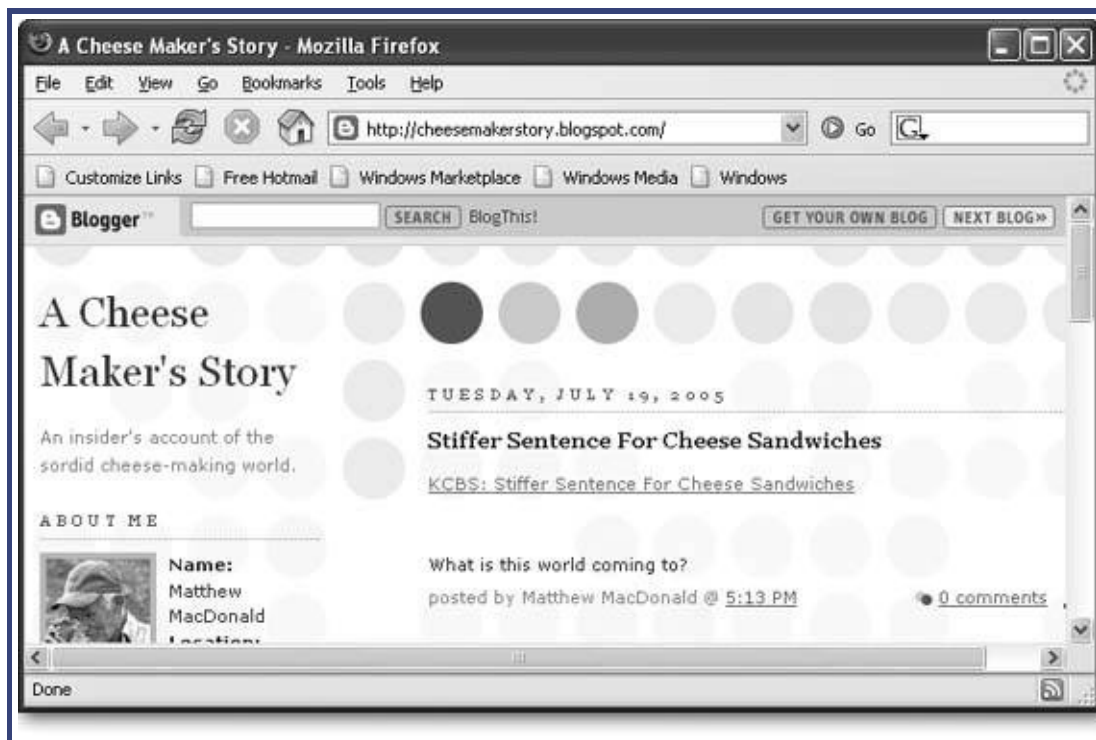 A Cheese Maker's Story - Mozilla Firefox
File Edit View Go Bookmarks Tools Help
http://cheesemakerstory.blogspot.com/ Go G
Customize Links Free Hotmail Windows Marketplace Windows Media Windows
Blogger™ SEARCH BlogThis! GET YOUR OWN BLOG NEXT BLOG»
A Cheese
Maker's Story
An insider's account of the
sordid cheese-making world.
ABOUT ME
Name:
Matthew
MacDonald
Location:
TUESDAY, JULY 19, 2005
Stiffer Sentence For Cheese Sandwiches
KCBS: Stiffer Sentence For Cheese Sandwiches
What is this world coming to?
posted by Matthew MacDonald @ 5:13 PM 0 comments
Done